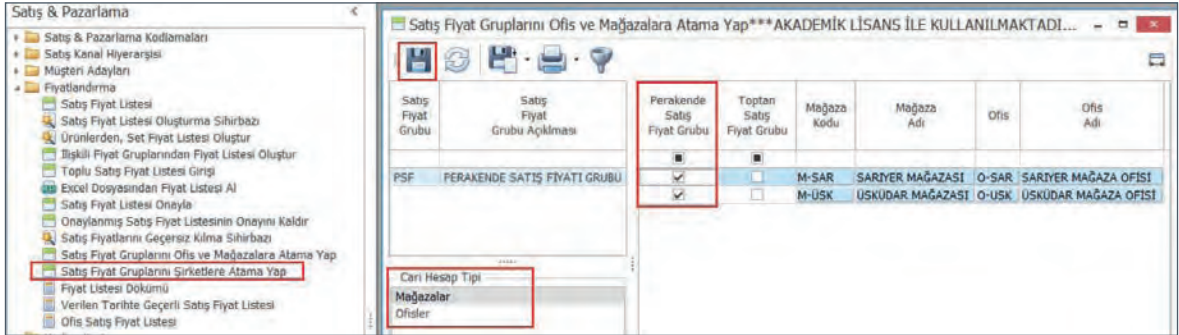 Satış & Pazarlama
Satış & Pazarlama Kodlamaları
Satış Kanal Hiyerarşisi
Müşteri Adayları
Fiyatlandırma
Satış Fiyat Listesi
Satış Fiyat Listesi Oluşturma Sihirbazı
Ürünlerden, Set Fiyat Listesi Oluştur
İlişkili Fiyat Gruplarından Fiyat Listesi Oluştur
Toplu Satış Fiyat Listesi Girişi
Excel Dosyasından Fiyat Listesi Al
Satış Fiyat Listesi Onayla
Onaylanmış Satış Fiyat Listesinin Onayını Kaldır
Satış Fiyatlarını Geçersiz Kılma Sihirbazı
Satış Fiyat Gruplarını Ofis ve Mağazalara Atama Yap
Satış Fiyat Gruplarını Şirketlere Atama Yap
Fiyat Listesi Dökümü
Verilen Tarihte Geçerli Satış Fiyat Listesi
Ofis Satış Fiyat Listesi
Satış Fiyat Gruplarını Ofis ve Mağazalara Atama Yap***AKADEMİK LİSANS İLE KULLANILMAKTADI...
Satış Fiyat Grubu
Satış Fiyat Grubu Açıklması
Perakende Satış Fiyat Grubu
Toptan Satış Fiyat Grubu
Mağaza Kodu
Mağaza Adı
Ofis
Ofis Adı
PSF PERAKENDE SATIŞ FİYATI GRUBU
M-SAR SARIYER MAĞAZASI O-SAR SARIYER MAĞAZA OFİSİ
M-ÜSK ÜSKÜDAR MAĞAZASI O-USK ÜSKÜDAR MAĞAZA OFİSİ
Cari Hesap Tipi
Mağazalar
Ofisler